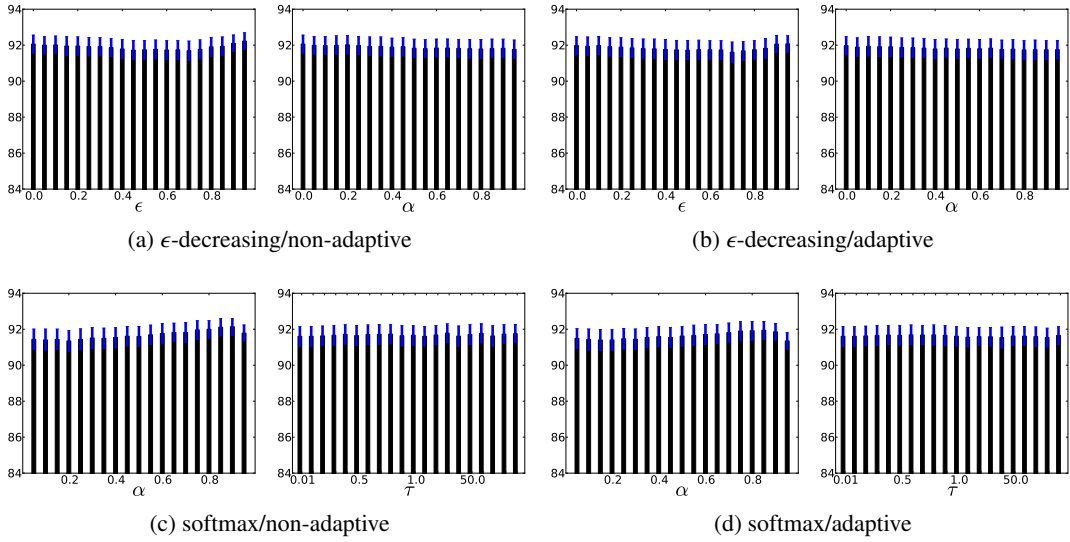 94
92
90
88
86
84
0.0 0.2 0.4 0.6 0.8
ϵ
94
92
90
88
86
84
0.0 0.2 0.4 0.6 0.8
α
94
92
90
88
86
84
0.0 0.2 0.4 0.6 0.8
ϵ
94
92
90
88
86
84
0.0 0.2 0.4 0.6 0.8
α
(a) ϵ-decreasing/non-adaptive
(b) ϵ-decreasing/adaptive
94
92
90
88
86
84
0.2 0.4 0.6 0.8
α
94
92
90
88
86
84
0.01 0.5 1.0 50.0
τ
94
92
90
88
86
84
0.2 0.4 0.6 0.8
α
94
92
90
88
86
84
0.01 0.5 1.0 50.0
τ
(c) softmax/non-adaptive
(d) softmax/adaptive